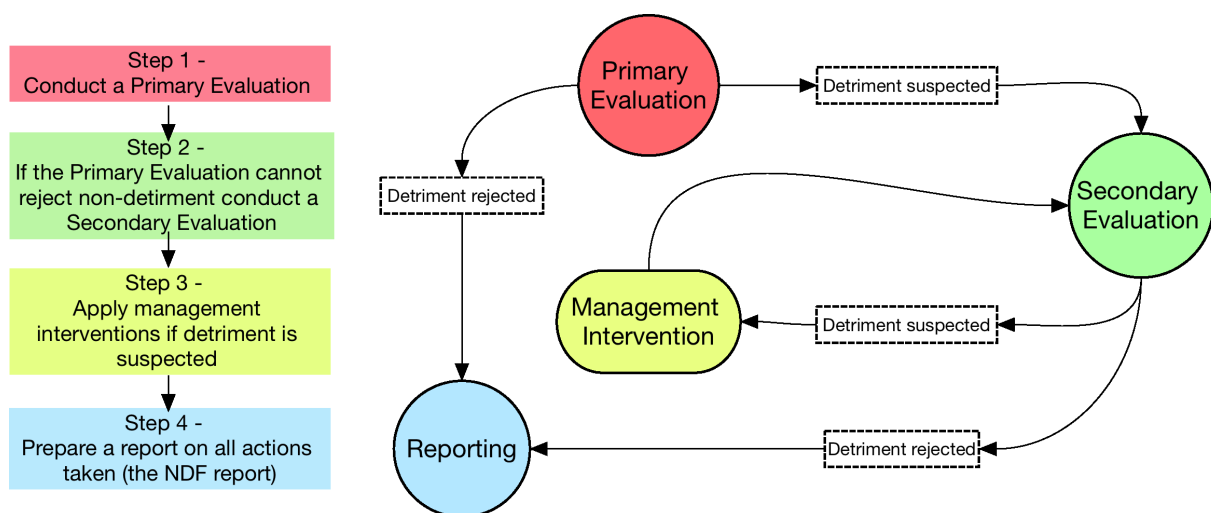 Step 1 -
Conduct a Primary Evaluation
Step 2 -
If the Primary Evaluation cannot
reject non-detirment conduct a
Secondary Evaluation
Step 3 -
Apply management
interventions if detriment is
suspected
Step 4 -
Prepare a report on all actions
taken (the NDF report)
Primary
Evaluation
Detriment suspected
Detriment rejected
Secondary
Evaluation
Management
Intervention
Detriment suspected
Reporting
Detriment rejected